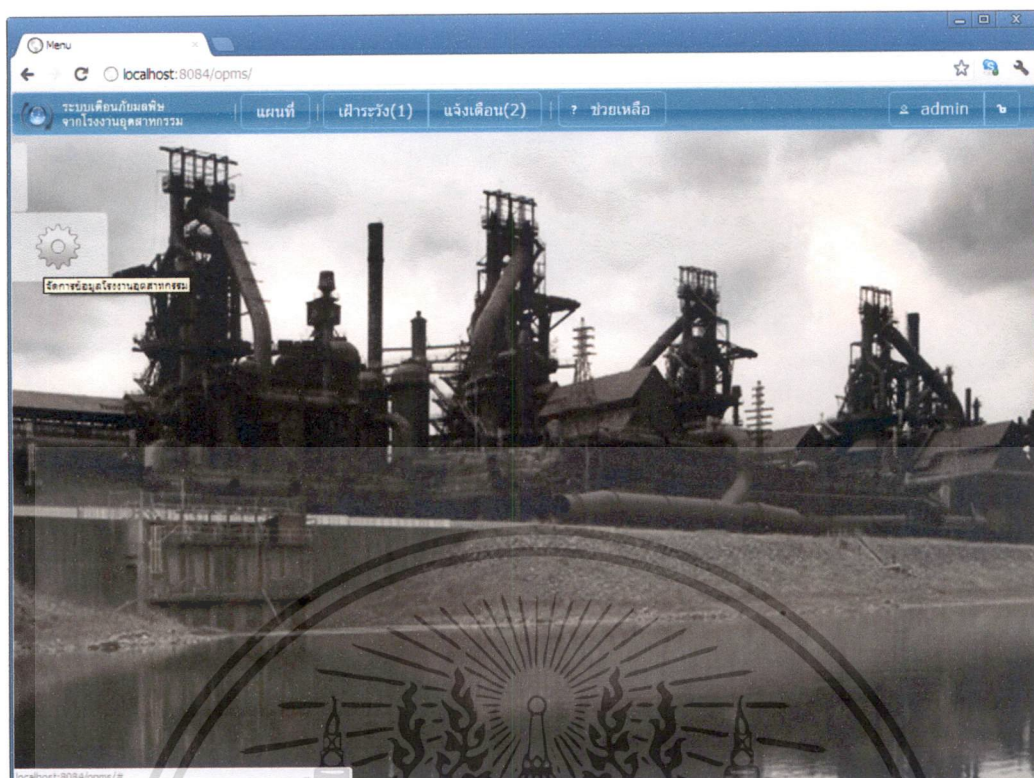 Menu
localhost:8084/opms/
ระบบเตือนภัยมลพิษ
จากโรงงานอุตสาหกรรม
แผนที่
เฝ้าระวัง(1)
แจ้งเตือน(2)
? ช่วยเหลือ
admin
จัดการข้อมูลโรงงานอุตสาหกรรม
localhost:8084/opms/#